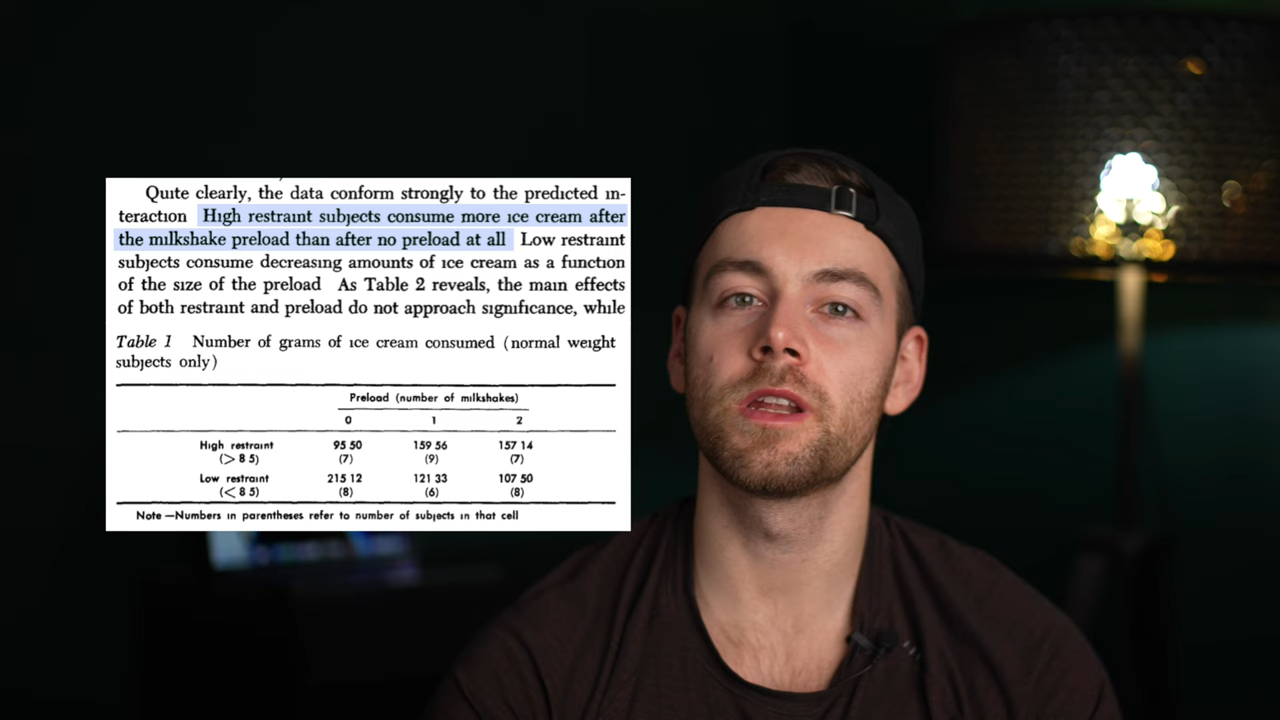 Quite clearly, the data conform strongly to the predicted in-
teraction High restraint subjects consume more ice cream after
the milkshake preload than after no preload at all Low restraint
subjects consume decreasing amounts of ice cream as a function
of the size of the preload As Table 2 reveals, the main effects
of both restraint and preload do not approach significance, while
Table 1 Number of grams of ice cream consumed (normal weight
subjects only)
Preload (number of milkshakes)
0 1 2
High restraint 95 50 159 56 157 14
(> 8 5) (7) (9) (7)
Low restraint 215 12 121 33 107 50
(< 8 5) (8) (6) (8)
Note —Numbers in parentheses refer to number of subjects in that cell